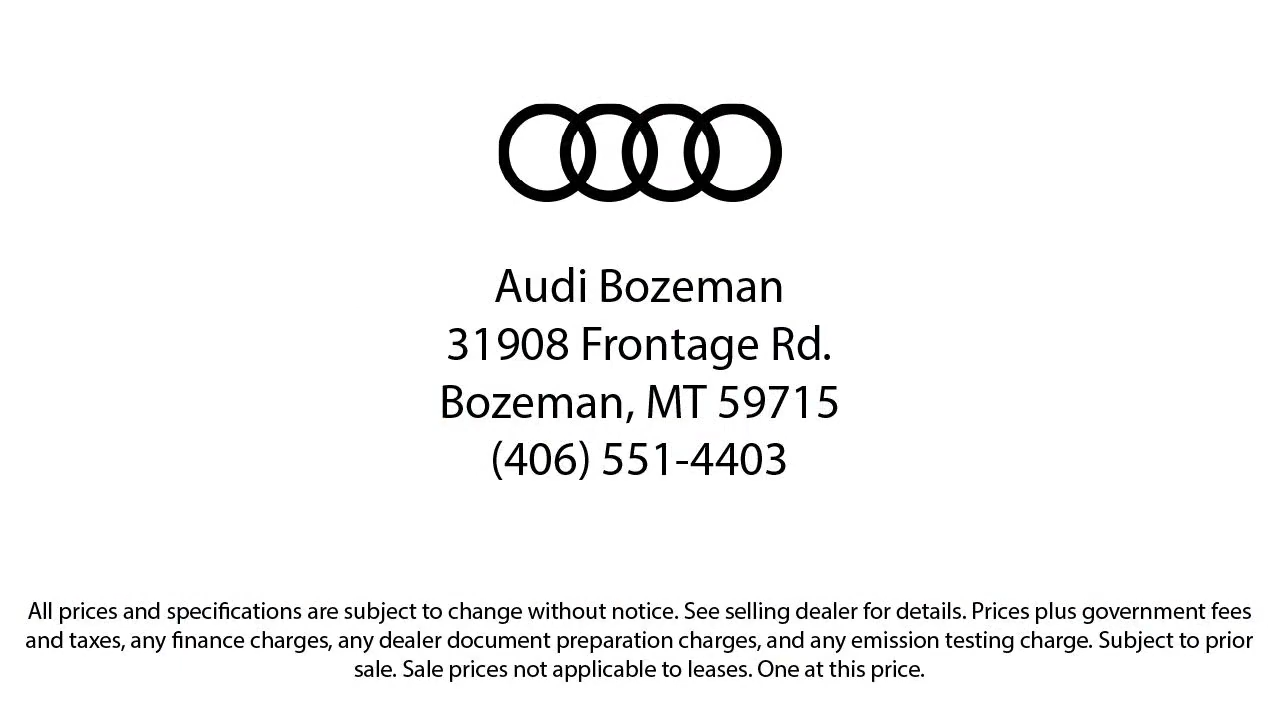 Audi Bozeman
31908 Frontage Rd.
Bozeman, MT 59715
(406) 551-4403
All prices and specifications are subject to change without notice. See selling dealer for details. Prices plus government fees
and taxes, any finance charges, any dealer document preparation charges, and any emission testing charge. Subject to prior
sale. Sale prices not applicable to leases. One at this price.